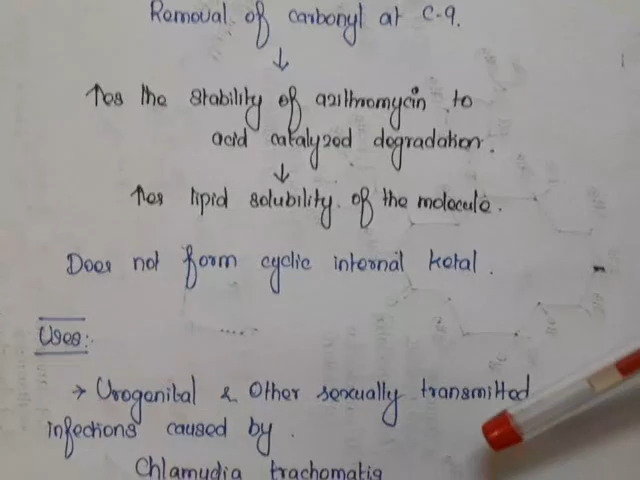 Removal of carbonyl at C-9.
↓
↑es the stability of azithromycin to
acid catalyzed degradation.
↓
↑es lipid solubility of the molecule.
Does not form cyclic internal ketal.
Uses:-
→ Urogenital & Other sexually transmitted
infections caused by
Chlamydia trachomatis